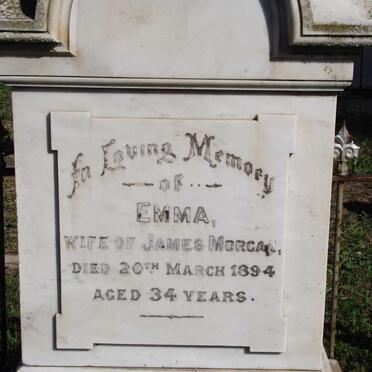 In Loving Memory
of
EMMA,
WIFE OF JAMES MORGAN,
DIED 20TH MARCH 1894
AGED 34 YEARS.